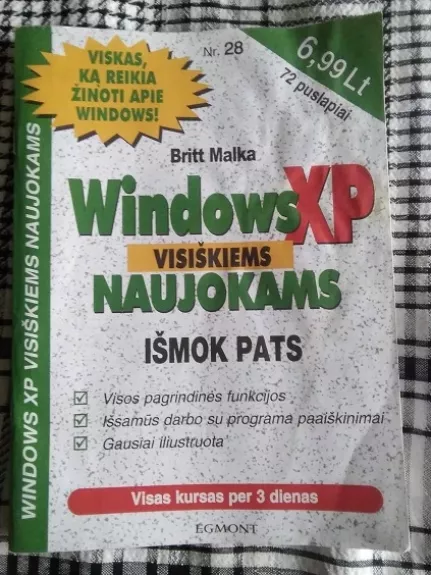 VISKAS,
KĄ REIKIA
ŽINOTI APIE
WINDOWS!
Nr. 28
6,99 Lt
72 puslapiai
Britt Malka
Windows XP
VISIŠKIEMS
NAUJOKAMS
IŠMOK PATS
Visos pagrindinės funkcijos
Išsamūs darbo su programa paaiškinimai
Gausiai iliustruota
Visas kursas per 3 dienas
EGMONT
WINDOWS XP VISIŠKIEMS NAUJOKAMS